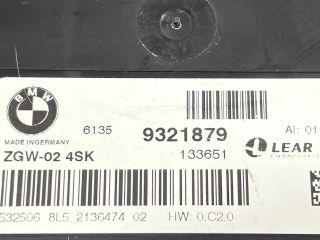 BMW
6135 9321879 AI: 01
MADE IN GERMANY
ZGW-02 4SK 133651 LEAR
CORPORATION
532506 8L5 2136474 02 HW: 0.C2.0